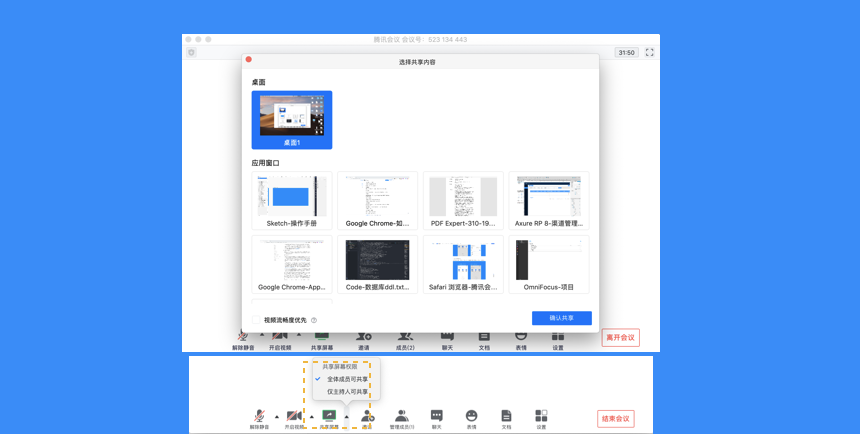 腾讯会议 会议号：523 134 443
31:50
选择共享内容
桌面
桌面1
应用窗口
Sketch-操作手册
Google Chrome-如...
PDF Expert-310-19...
Axure RP 8-渠道管理...
Google Chrome-App...
Code-数据库ddl.txt...
Safari 浏览器-腾讯会...
OmniFocus-项目
视频流畅度优先
确认共享
解除静音
开启视频
共享屏幕
邀请
成员(2)
聊天
文档
表情
设置
离开会议
共享屏幕权限
全体成员可共享
仅主持人可共享
解除静音
开启视频
共享屏幕
邀请
管理成员(1)
聊天
表情
文档
设置
结束会议